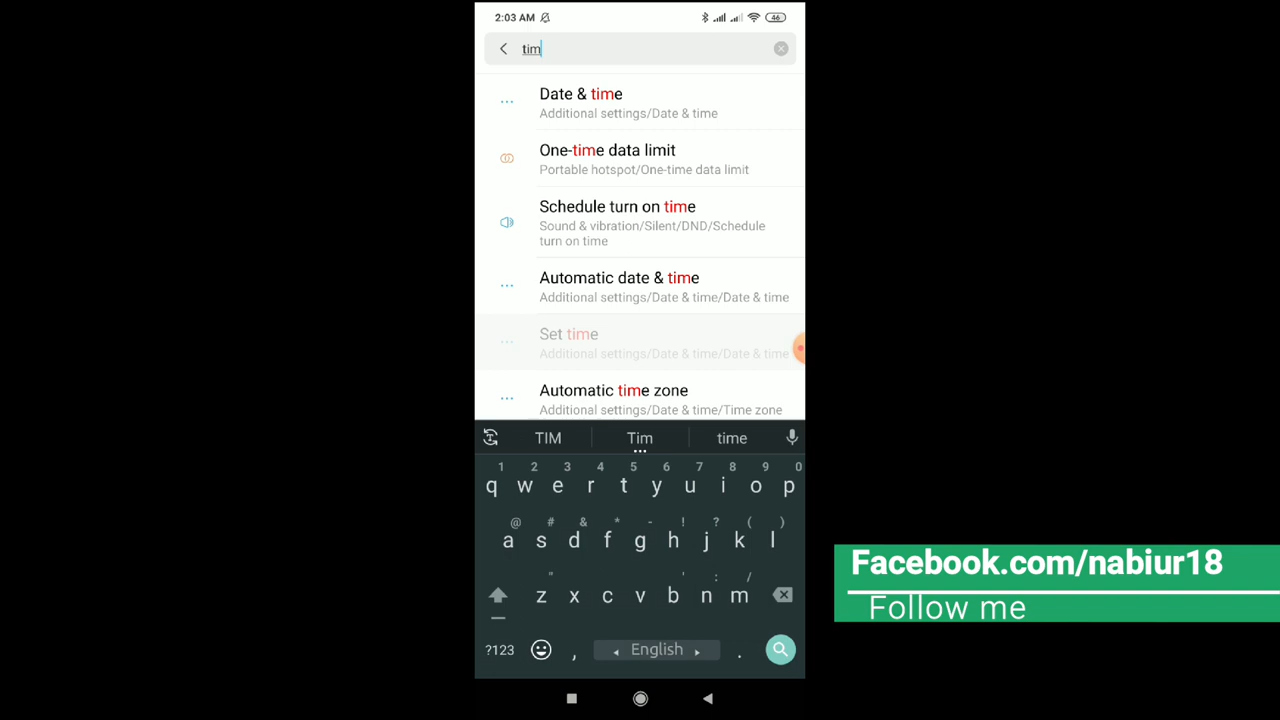 2:03 AM
46
tim
Date & time
Additional settings/Date & time
One-time data limit
Portable hotspot/One-time data limit
Schedule turn on time
Sound & vibration/Silent/DND/Schedule
turn on time
Automatic date & time
Additional settings/Date & time/Date & time
Set time
Additional settings/Date & time/Date & time
Automatic time zone
Additional settings/Date & time/Time zone
TIM Tim time
1 2 3 4 5 6 7 8 9 0
q w e r t y u i o p
@ # & * - ! ? ( )
a s d f g h j k l
" ' : /
z x c v b n m
?123 , English .
Facebook.com/nabiur18
Follow me